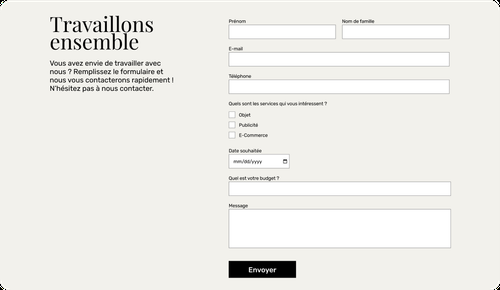 Travaillons
ensemble
Vous avez envie de travailler avec
nous ? Remplissez le formulaire et
nous vous contacterons rapidement !
N'hésitez pas à nous contacter.
Prénom
Nom de famille
E-mail
Téléphone
Quels sont les services qui vous intéressent ?
Objet
Publicité
E-Commerce
Date souhaitée
mm/dd/yyyy
Quel est votre budget ?
Message
Envoyer